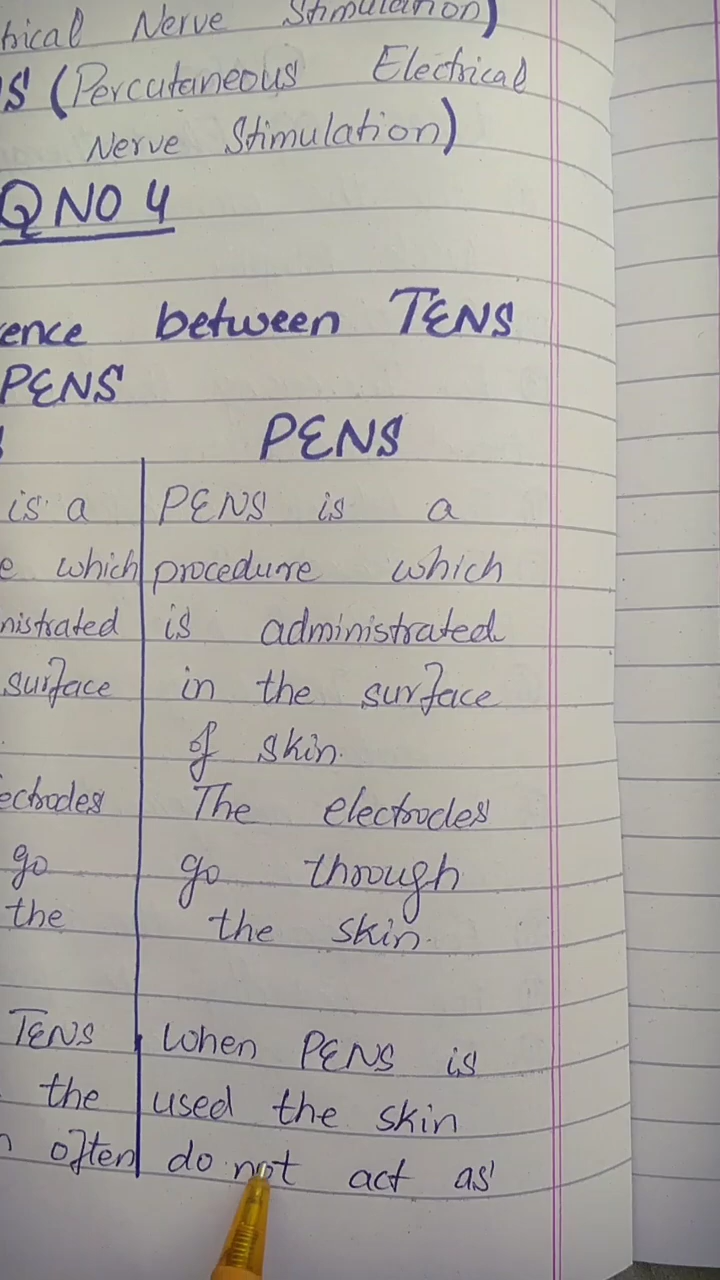 Nerve Stimulation)
(Percutaneous Electrical
Nerve Stimulation)
Q NO 4
between TENS
PENS
PENS
is a PENS is a
which procedure which
is administrated
surface in the surface
of skin.
The electrodes
go go through
the the skin.
TENS When PENS is
the used the skin
often do not act as